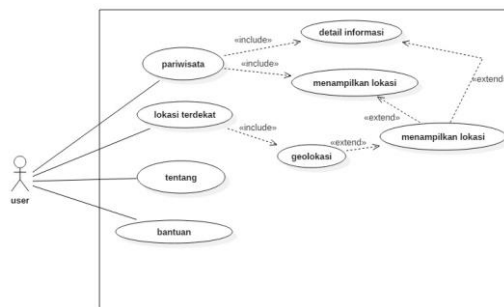 «include»
detail informasi
pariwisata
«include»
menampilkan lokasi
«extend»
lokasi terdekat
«include»
«extend»
«extend»
menampilkan lokasi
geolokasi
tentang
user
bantuan